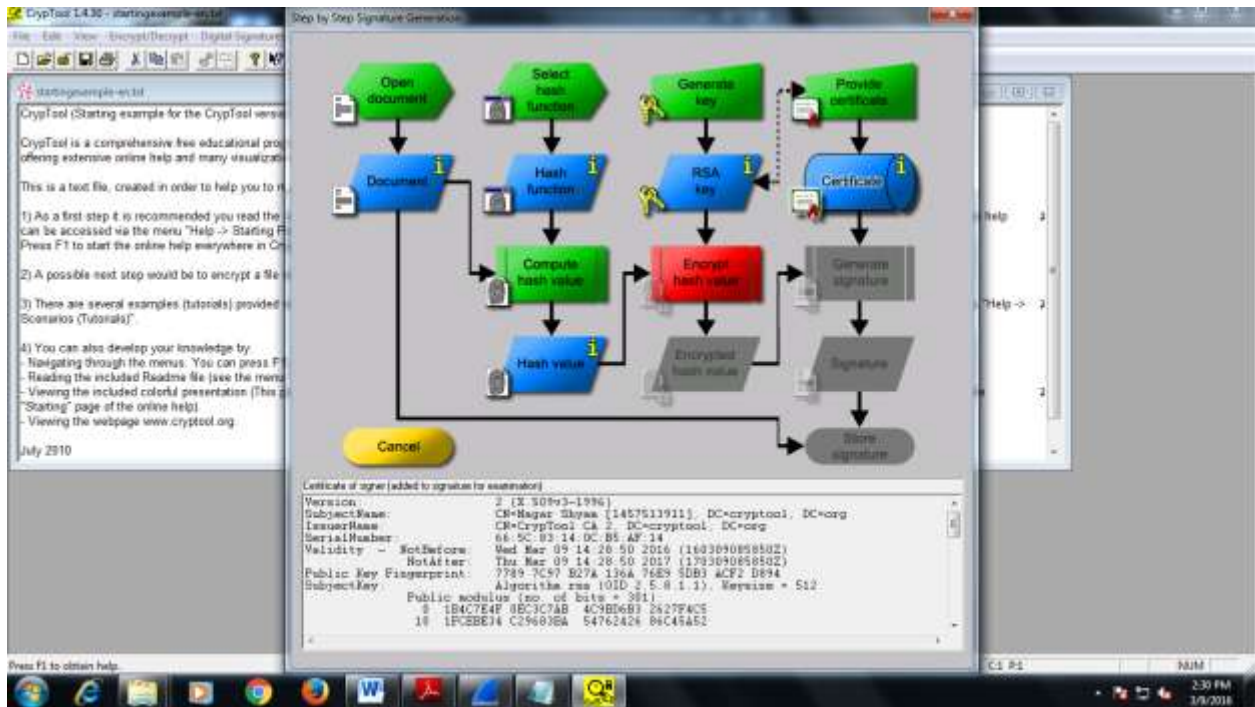 CrypTool 1.4.30 - startingexample-en.txt
File Edit View Encrypt/Decrypt Digital Signatures
Step by Step Signature Generation
startingexample-en.txt
CrypTool (Starting example for the CrypTool
CrypTool is a comprehensive free educational
offering extensive online help and many
This is a text file, created in order to help you to
1) As a first step it is recommended you read the
help 2
can be accessed via the menu "Help -> Starting
Press F1 to start the online help everywhere in
2) A possible next step would be to encrypt a file
3) There are several examples (tutorials) provided
"Help -> 2
Scenarios (Tutorials)".
4) You can also develop your knowledge by
- Navigating through the menus. You can press F1
- Reading the included Readme file (see the menu
- Viewing the included colorful presentation (This
2
"Starting" page of the online help)
- Viewing the webpage www.cryptool.org
July 2010
Open document
Select hash function
Generate key
Provide certificate
Document
Hash function
RSA key
Certificate
Compute hash value
Encrypt hash value
Generate signature
Hash value
Encrypted hash value
Signature
Cancel
Store signature
Certificate of signer (added to signature for examination)
Version: 2 (X.509v3-1996)
SubjectName: CN=Nagar Shyam [1457513911], DC=cryptool, DC=org
IssuerName: CN=CrypTool CA 2, DC=cryptool, DC=org
SerialNumber: 66:5C:83:14:0C:B5:AF:14
Validity - NotBefore: Wed Mar 09 14:28:50 2016 (160309085850Z)
NotAfter: Thu Mar 09 14:28:50 2017 (170309085850Z)
Public Key Fingerprint: 7789 7C97 B27A 136A 76E9 5DB3 ACF2 D894
SubjectKey: Algorithm rsa (OID 2.5.8.1.1), Keysize = 512
Public modulus (no. of bits = 301):
0 1B4C7E4F 8EC3C7AB 4C9BD6B3 2627F4C5
10 1FCEBE34 C29683BA 54762426 86C45A52
Press F1 to obtain help.
C:1 P:1
NUM
2:30 PM
3/9/2016